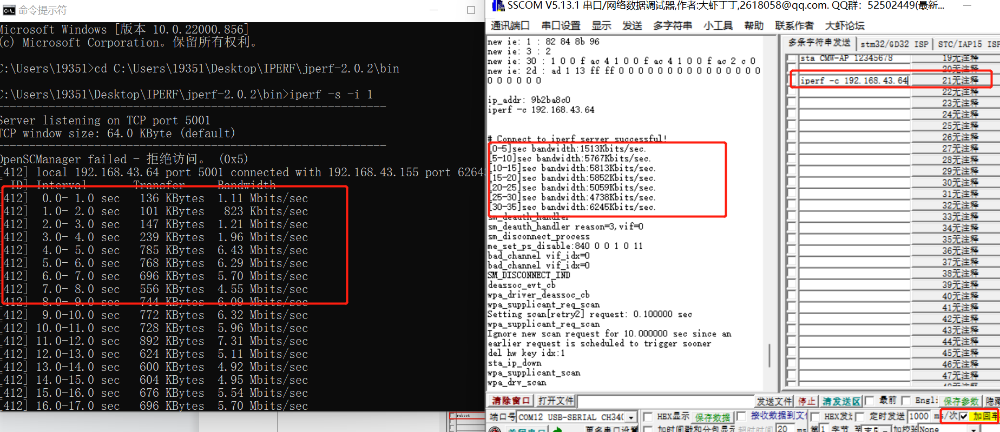 命令提示符
Microsoft Windows [版本 10.0.22000.856]
(c) Microsoft Corporation。保留所有权利。
C:\Users\19351>cd C:\Users\19351\Desktop\IPERF\jperf-2.0.2\bin
C:\Users\19351\Desktop\IPERF\jperf-2.0.2\bin>iperf -s -i 1
------------------------------------------------------------
Server listening on TCP port 5001
TCP window size: 64.0 KByte (default)
------------------------------------------------------------
OpenSCManager failed - 拒绝访问。 (0x5)
[412] local 192.168.43.64 port 5001 connected with 192.168.43.155 port 6264
ID] Interval Transfer Bandwidth
[412] 0.0- 1.0 sec 136 KBytes 1.11 Mbits/sec
[412] 1.0- 2.0 sec 101 KBytes 823 Kbits/sec
[412] 2.0- 3.0 sec 147 KBytes 1.21 Mbits/sec
[412] 3.0- 4.0 sec 239 KBytes 1.96 Mbits/sec
[412] 4.0- 5.0 sec 785 KBytes 6.43 Mbits/sec
[412] 5.0- 6.0 sec 768 KBytes 6.29 Mbits/sec
[412] 6.0- 7.0 sec 696 KBytes 5.70 Mbits/sec
[412] 7.0- 8.0 sec 556 KBytes 4.55 Mbits/sec
[412] 8.0- 9.0 sec 744 KBytes 6.09 Mbits/sec
[412] 9.0-10.0 sec 772 KBytes 6.32 Mbits/sec
[412] 10.0-11.0 sec 728 KBytes 5.96 Mbits/sec
[412] 11.0-12.0 sec 892 KBytes 7.31 Mbits/sec
[412] 12.0-13.0 sec 624 KBytes 5.11 Mbits/sec
[412] 13.0-14.0 sec 600 KBytes 4.92 Mbits/sec
[412] 14.0-15.0 sec 604 KBytes 4.95 Mbits/sec
[412] 15.0-16.0 sec 676 KBytes 5.54 Mbits/sec
[412] 16.0-17.0 sec 696 KBytes 5.70 Mbits/sec
reboot
SSCOM V5.13.1 串口/网络数据调试器,作者:大虾丁丁,2618058@qq.com. QQ群: 52502449(最新...
通讯端口 串口设置 显示 发送 多字符串 小工具 帮助 联系作者 大虾论坛
new ie: 1 : 82 84 8b 96
new ie: 3 : 2
new ie: 30 : 1 0 0 f ac 4 1 0 0 f ac 4 1 0 0 f ac 2 c 0
new ie: 2d : ad 1 13 ff ff 0 0 0 0 0 0 0 0 0 0 0 0 0 0 0
0 0 0 0 0 0
ip_addr: 9b2ba8c0
iperf -c 192.168.43.64
# Connect to iperf server successful!
[0-5]sec bandwidth:1513Kbits/sec.
[5-10]sec bandwidth:5767Kbits/sec.
[10-15]sec bandwidth:5813Kbits/sec.
[15-20]sec bandwidth:5852Kbits/sec.
[20-25]sec bandwidth:5059Kbits/sec.
[25-30]sec bandwidth:4738Kbits/sec.
[30-35]sec bandwidth:6245Kbits/sec.
sm_deauth_handler
sm_deauth_handler reason=3,vif=0
sm_disconnect_process
me_set_ps_disable:840 0 0 1 0 11
bad_channel vif_idx=0
bad_channel vif_idx=0
SM_DISCONNECT_IND
deassoc_evt_cb
wpa_driver_deassoc_cb
wpa_supplicant_req_scan
Setting scan[retry2] request: 0.100000 sec
wpa_supplicant_req_scan
Ignore new scan request for 10.000000 sec since an
earlier request is scheduled to trigger sooner
del hw key idx:1
sta_ip_down
wpa_supplicant_scan
wpa_drv_scan
多条字符串发送 stm32/GD32 ISP STC/IAP15 ISP
sta CMW-AP 12345678 19无注释
20无注释
iperf -c 192.168.43.64 21无注释
22无注释
23无注释
24无注释
25无注释
26无注释
27无注释
28无注释
29无注释
30无注释
31无注释
32无注释
33无注释
34无注释
35无注释
36无注释
37无注释
38无注释
39无注释
40无注释
41无注释
42无注释
43无注释
44无注释
45无注释
46无注释
47无注释
48无注释
清除窗口 打开文件 发送文件 停止 清发送区 最前 Engli 保存参数 隐
端口号 COM12 USB-SERIAL CH34 HEX显示 保存数据 接收数据到文 HEX发 定时发送 1000 ms/次 加回车
关闭串口 更多串口设置 加时间戳和分包显示 超时时间 20 ms 第1 字节 至 末尾 加校验None